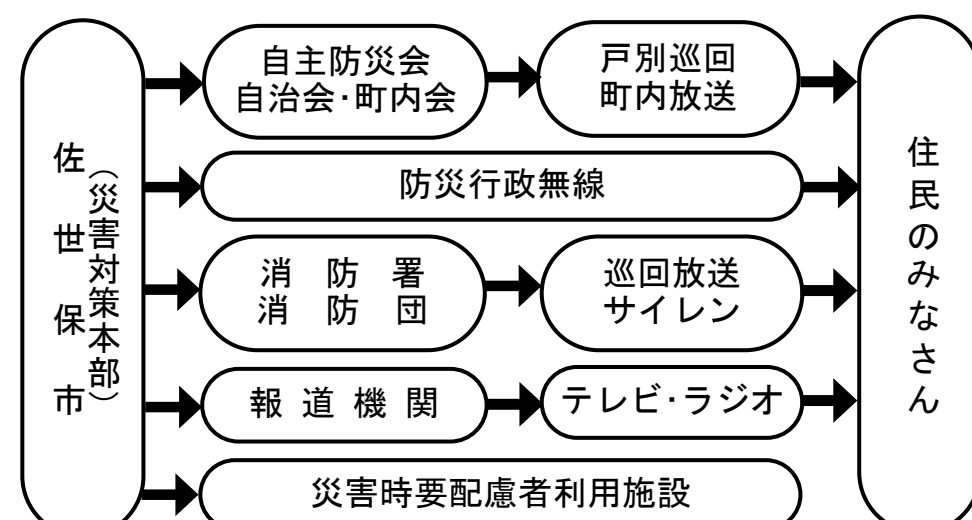 佐世保市
（災害対策本部）
自主防災会
自治会・町内会
戸別巡回
町内放送
防災行政無線
消防署
消防団
巡回放送
サイレン
報道機関
テレビ・ラジオ
災害時要配慮者利用施設
住民のみなさん